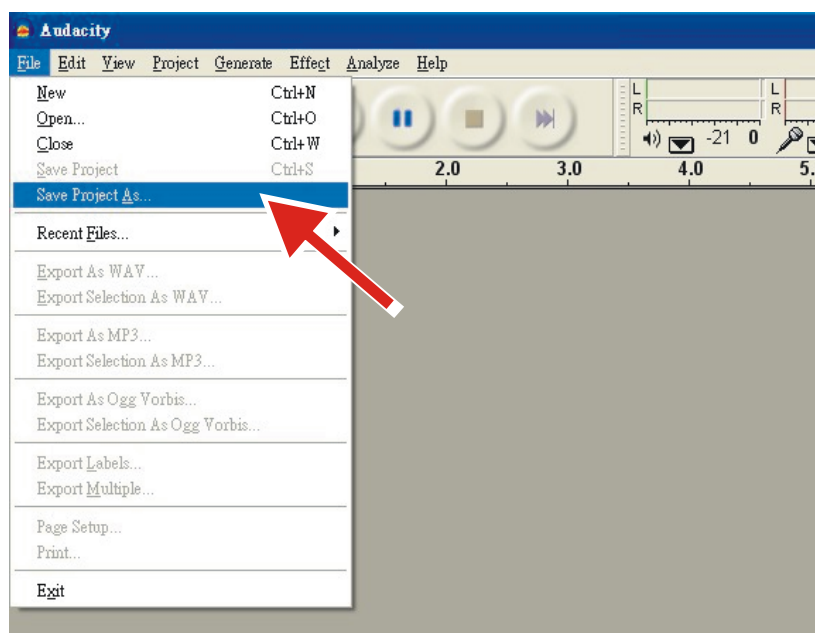 Audacity
File Edit View Project Generate Effect Analyze Help
New Ctrl+N
Open... Ctrl+O
Close Ctrl+W
Save Project Ctrl+S
Save Project As...
Recent Files...
Export As WAV...
Export Selection As WAV...
Export As MP3...
Export Selection As MP3...
Export As Ogg Vorbis...
Export Selection As Ogg Vorbis...
Export Labels...
Export Multiple...
Page Setup...
Print...
Exit
L L
R R
-21 0
2.0 3.0 4.0 5.